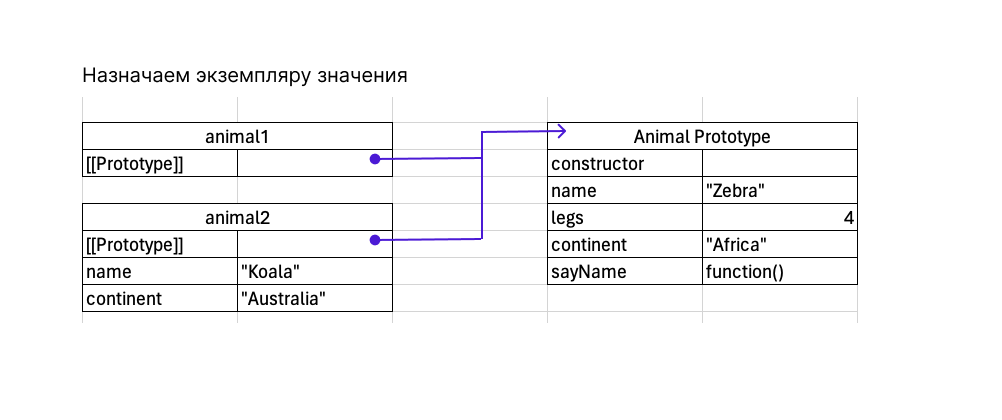 Назначаем экземпляру значения
animal1
[[Prototype]]
animal2
[[Prototype]]
name "Koala"
continent "Australia"
Animal Prototype
constructor
name "Zebra"
legs 4
continent "Africa"
sayName function()